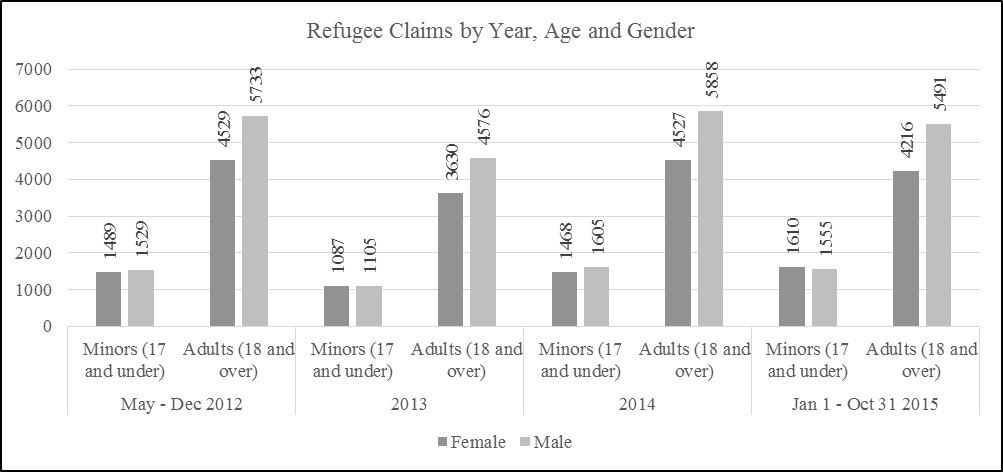 Refugee Claims by Year, Age and Gender
7000
6000
5000
4000
3000
2000
1000
0
1489
1529
4529
5733
1087
1105
3630
4576
1468
1605
4527
5858
1610
1555
4216
5491
Minors (17 and under)
Adults (18 and over)
Minors (17 and under)
Adults (18 and over)
Minors (17 and under)
Adults (18 and over)
Minors (17 and under)
Adults (18 and over)
May - Dec 2012
2013
2014
Jan 1 - Oct 31 2015
Female
Male